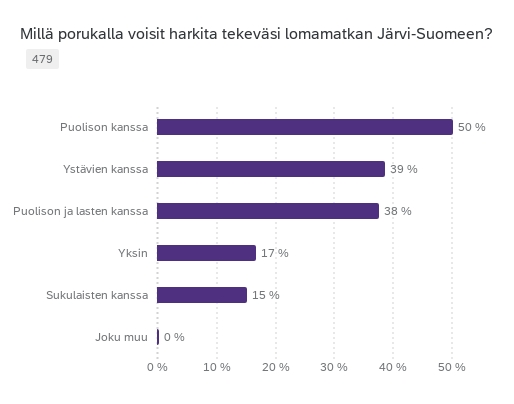 Millä porukalla voisit harkita tekeväsi lomamatkan Järvi-Suomeen?
479
Puolison kanssa 50 %
Ystävien kanssa 39 %
Puolison ja lasten kanssa 38 %
Yksin 17 %
Sukulaisten kanssa 15 %
Joku muu 0 %
0 % 10 % 20 % 30 % 40 % 50 %